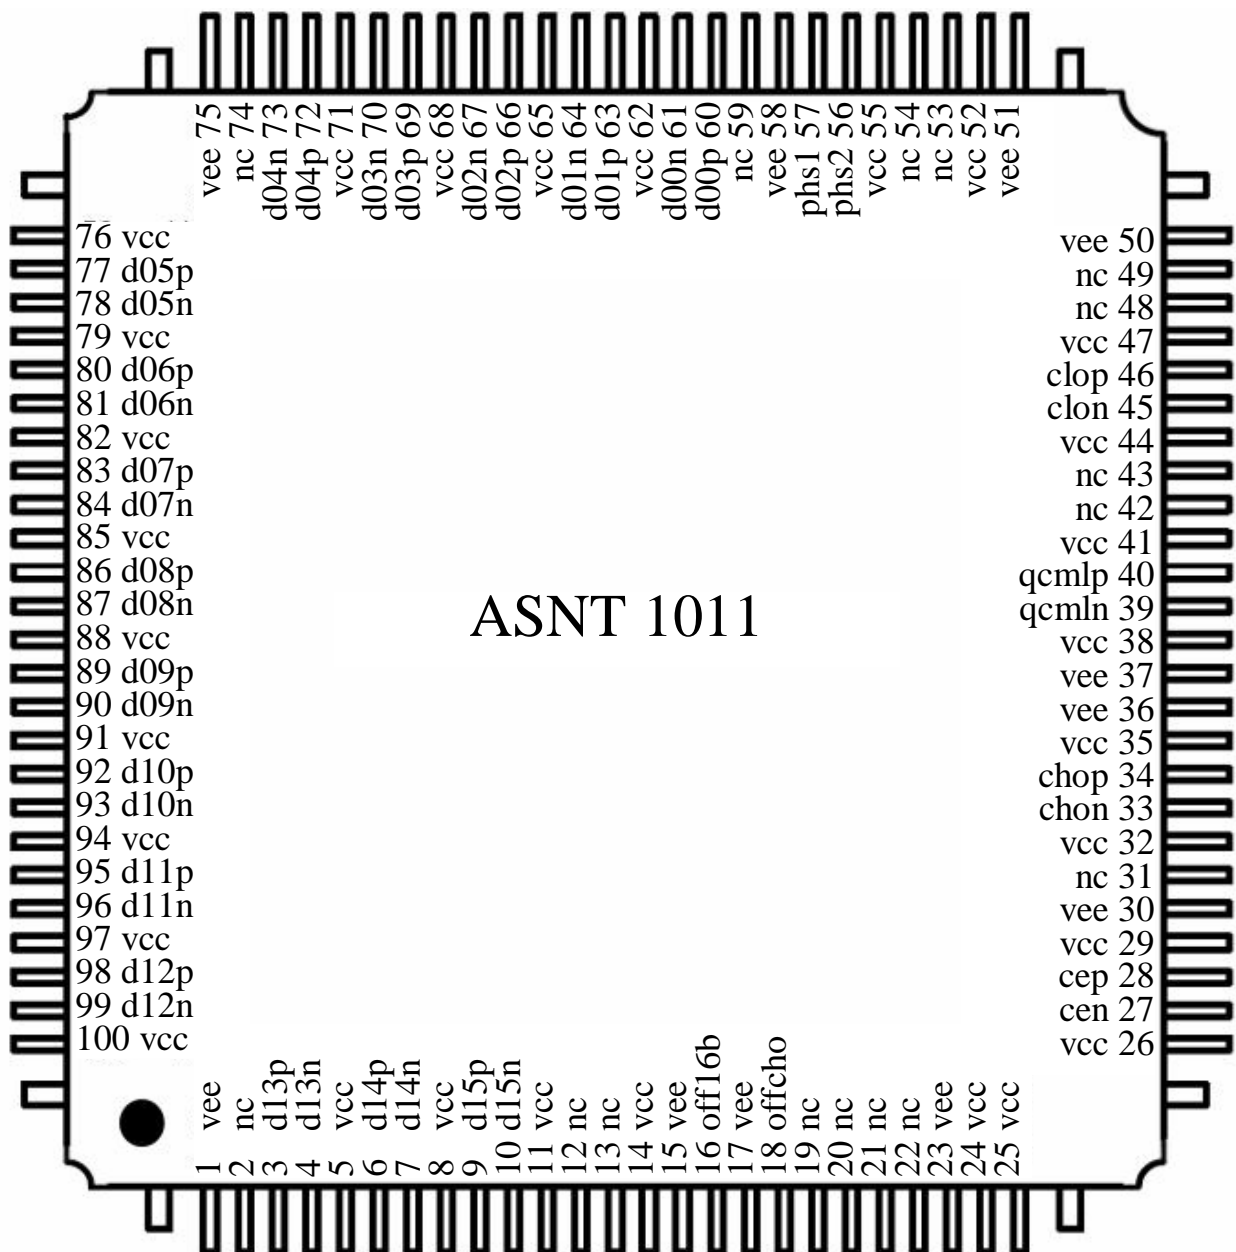 vee 75
nc 74
d04n 73
d04p 72
vcc 71
d03n 70
d03p 69
vcc 68
d02n 67
d02p 66
vcc 65
d01n 64
d01p 63
vcc 62
d00n 61
d00p 60
nc 59
vee 58
phs1 57
phs2 56
vcc 55
nc 54
nc 53
vcc 52
vee 51
76 vcc
77 d05p
78 d05n
79 vcc
80 d06p
81 d06n
82 vcc
83 d07p
84 d07n
85 vcc
86 d08p
87 d08n
88 vcc
89 d09p
90 d09n
91 vcc
92 d10p
93 d10n
94 vcc
95 d11p
96 d11n
97 vcc
98 d12p
99 d12n
100 vcc
ASNT 1011
vee 50
nc 49
nc 48
vcc 47
clop 46
clon 45
vcc 44
nc 43
nc 42
vcc 41
qcmlp 40
qcmln 39
vcc 38
vee 37
vee 36
vcc 35
chop 34
chon 33
vcc 32
nc 31
vee 30
vcc 29
cep 28
cen 27
vcc 26
1 vee
2 nc
3 d13p
4 d13n
5 vcc
6 d14p
7 d14n
8 vcc
9 d15p
10 d15n
11 vcc
12 nc
13 nc
14 vcc
15 vee
16 off16b
17 vee
18 offcho
19 nc
20 nc
21 nc
22 nc
23 vee
24 vcc
25 vcc